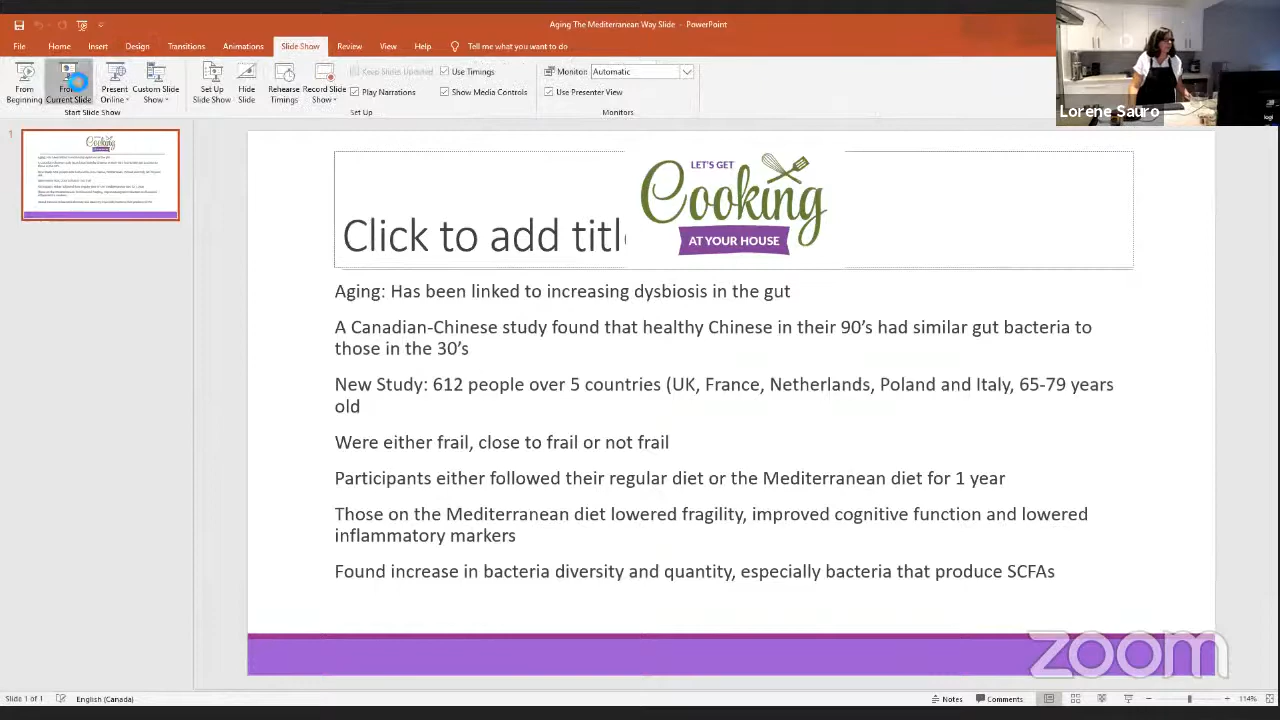 Aging The Mediterranean Way Slide - PowerPoint
File Home Insert Design Transitions Animations Slide Show Review View Help Tell me what you want to do
From Beginning
From Current Slide
Present Online
Custom Slide Show
Start Slide Show
Set Up Slide Show
Hide Slide
Rehearse Timings
Record Slide Show
Keep Slides Updated
Play Narrations
Use Timings
Show Media Controls
Set Up
Monitor: Automatic
Use Presenter View
Monitors
Lorene Sauro
1
LET'S GET
Cooking
AT YOUR HOUSE
Click to add title
Aging: Has been linked to increasing dysbiosis in the gut
A Canadian-Chinese study found that healthy Chinese in their 90's had similar gut bacteria to
those in the 30's
New Study: 612 people over 5 countries (UK, France, Netherlands, Poland and Italy, 65-79 years
old
Were either frail, close to frail or not frail
Participants either followed their regular diet or the Mediterranean diet for 1 year
Those on the Mediterranean diet lowered fragility, improved cognitive function and lowered
inflammatory markers
Found increase in bacteria diversity and quantity, especially bacteria that produce SCFAs
zoom
Slide 1 of 1 English (Canada) Notes Comments 114%